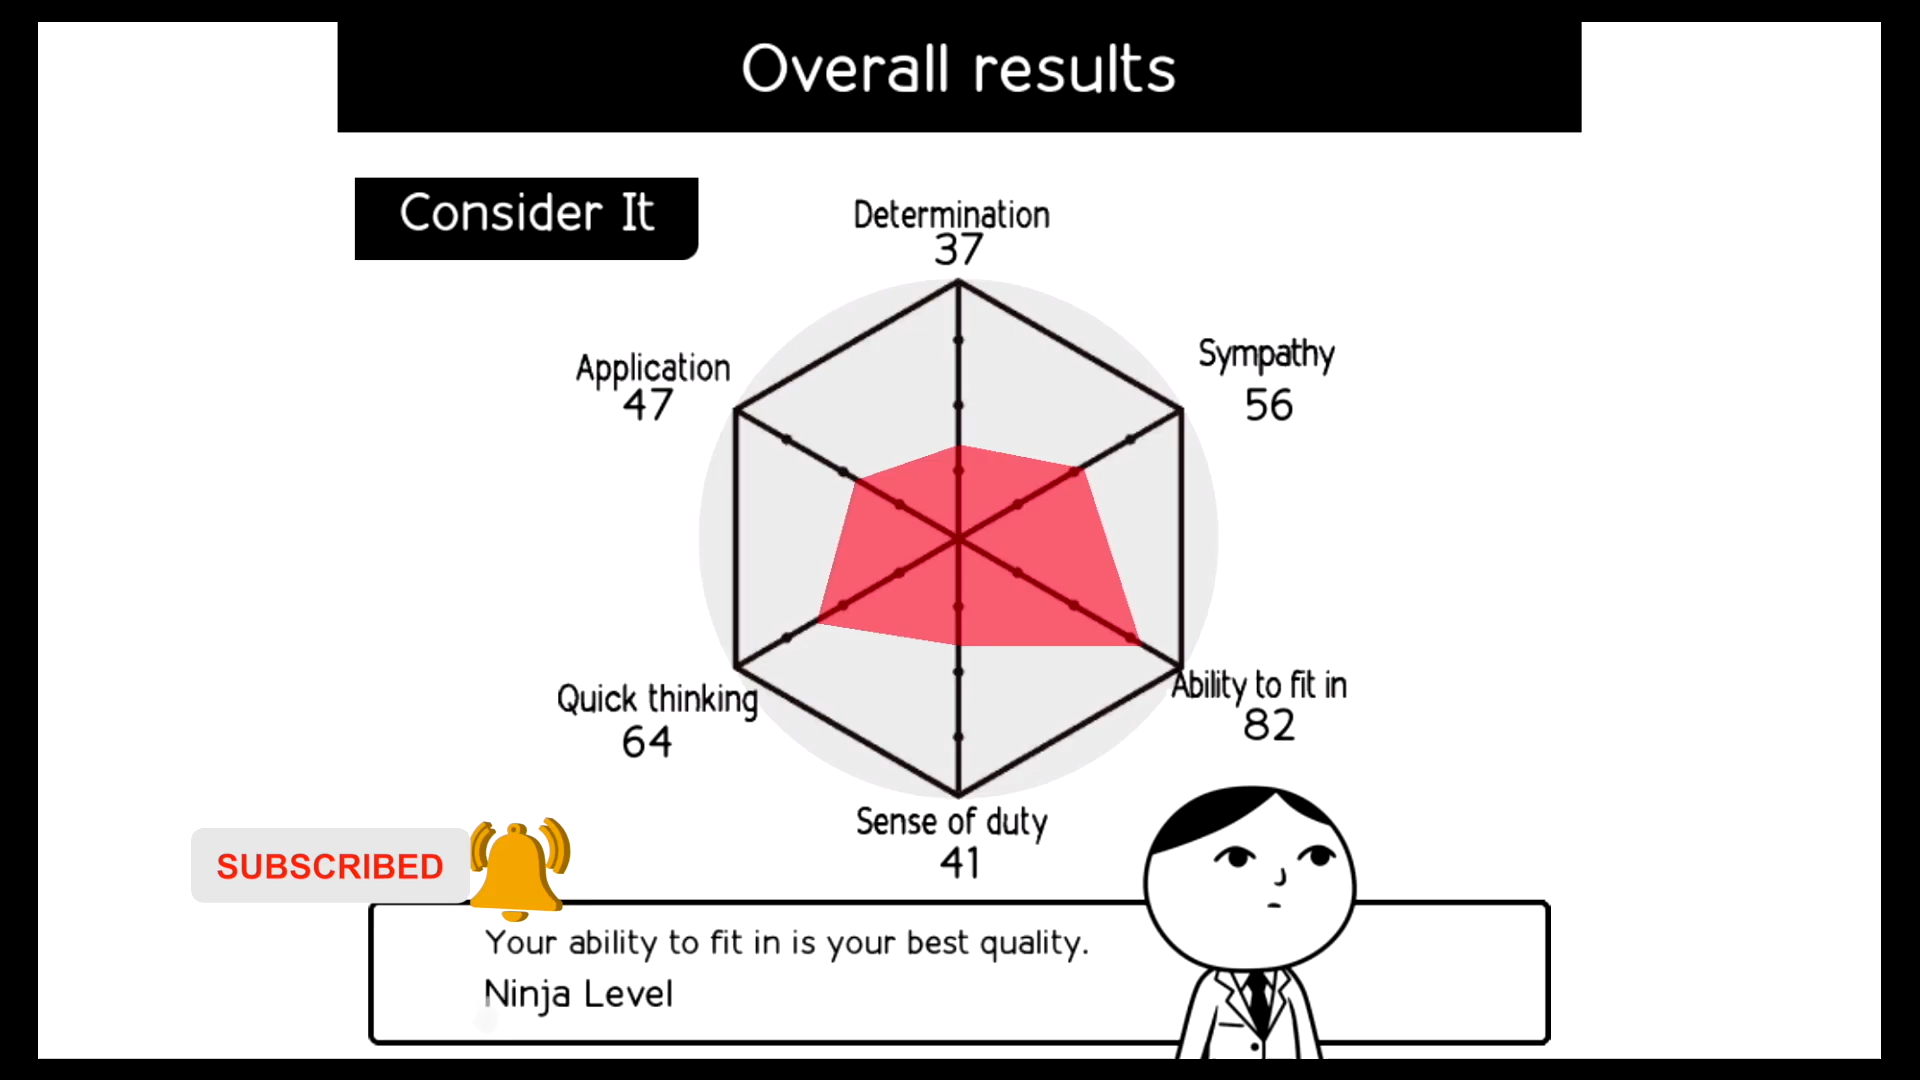 Overall results
Consider It
Determination
37
Sympathy
56
Application
47
Quick thinking
64
Ability to fit in
82
Sense of duty
41
SUBSCRIBED
Your ability to fit in is your best quality.
Ninja Level